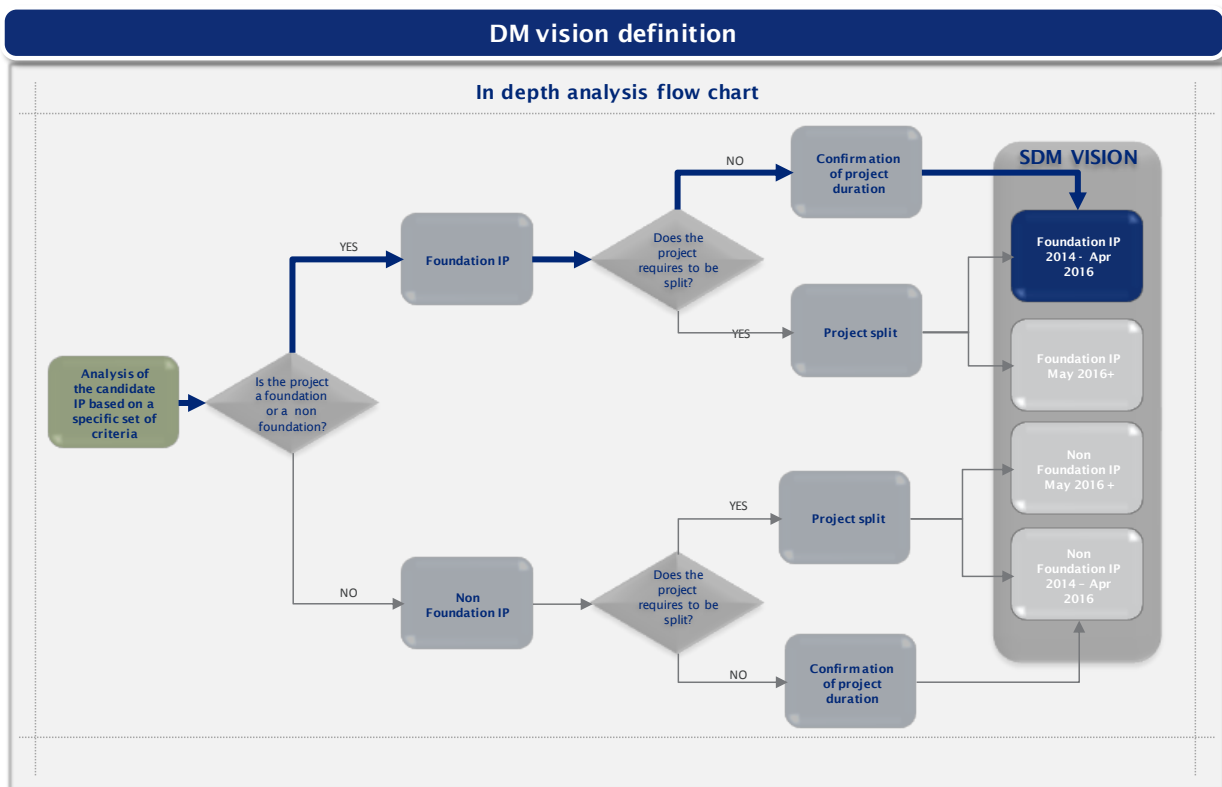 DM vision definition
In depth analysis flow chart
SDM VISION
NO
Confirmation
of project
duration
YES
Foundation IP
Does the
project
requires to be
split?
Foundation IP
2014 - Apr
2016
YES
Project split
Foundation IP
May 2016+
Analysis of
the candidate
IP based on a
specific set of
criteria
Is the project
a foundation
or a non
foundation?
Non
Foundation IP
May 2016 +
YES
Project split
NO
Non
Foundation IP
Does the
project
requires to be
split?
Non
Foundation IP
2014 – Apr
2016
NO
Confirmation
of project
duration